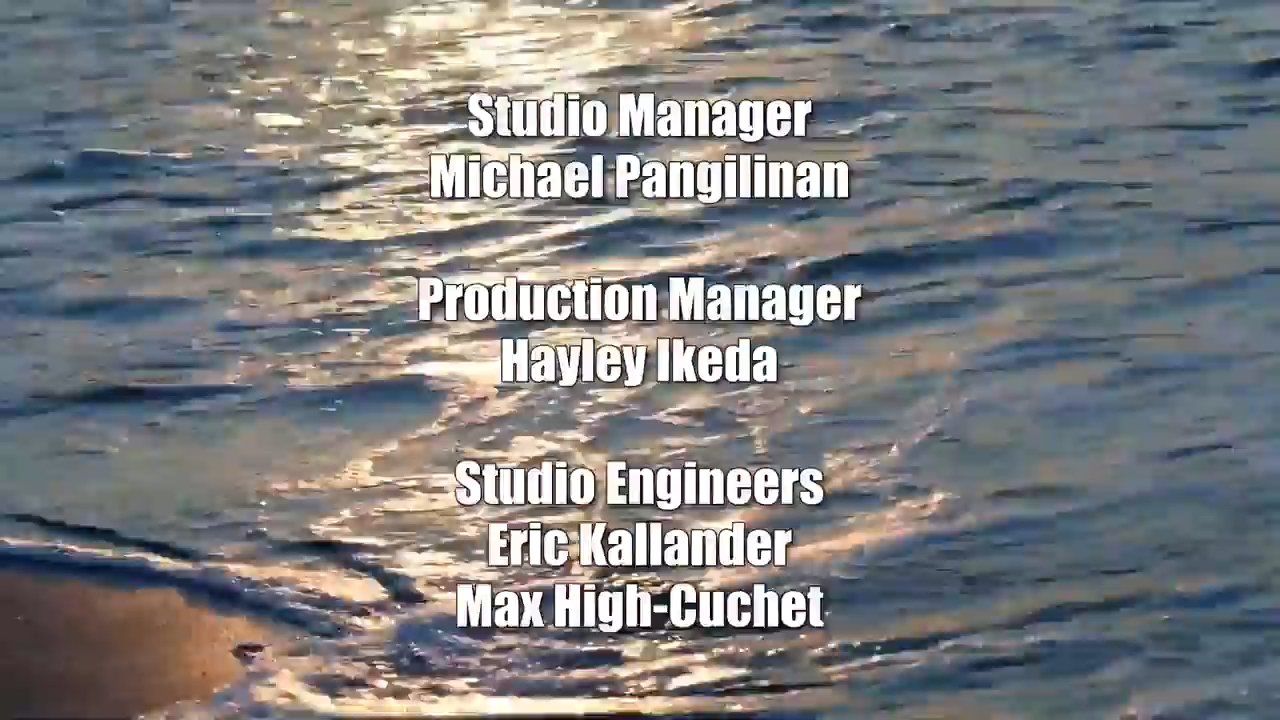 Studio Manager
Michael Pangilinan
Production Manager
Hayley Ikeda
Studio Engineers
Eric Kallander
Max High-Cuchet